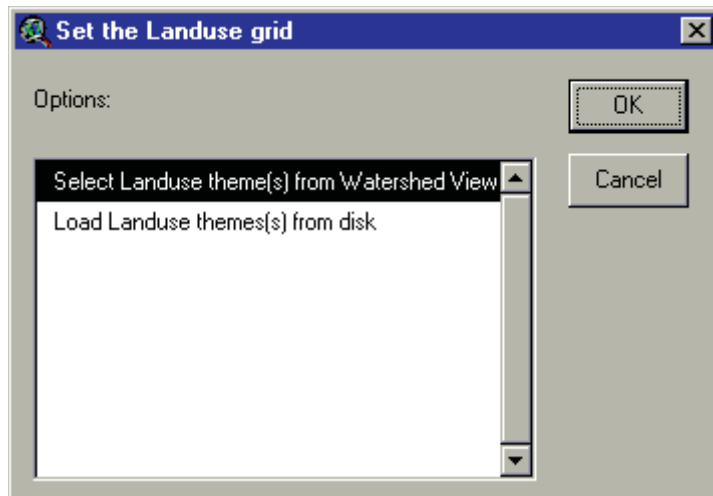 Set the Landuse grid
Options:
OK
Select Landuse theme(s) from Watershed View
Cancel
Load Landuse themes(s) from disk